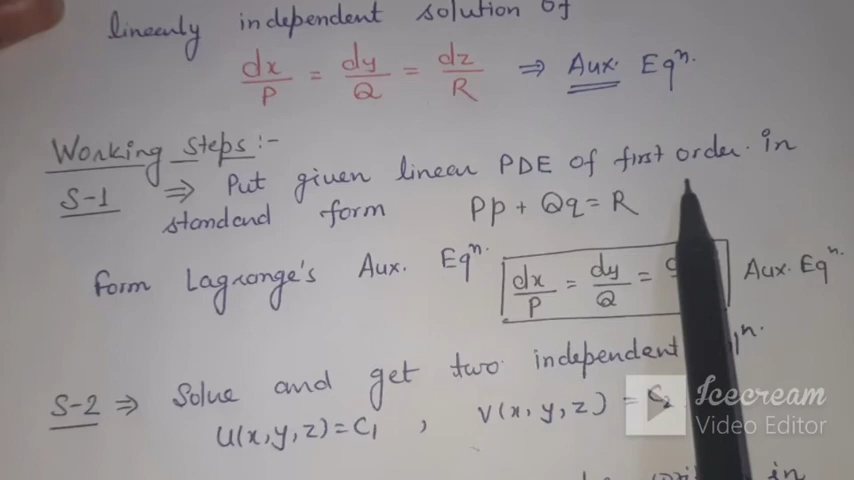 linearly independent solution of
dx/P = dy/Q = dz/R ⇒ Aux. Eqⁿ.
Working Steps:-
S-1 ⇒ Put given linear PDE of first order in
standard form Pp + Qq = R
form Lagrange's Aux. Eqⁿ. dx/P = dy/Q = Aux. Eqⁿ.
S-2 ⇒ Solve and get two independent
u(x,y,z) = C₁ , v(x,y,z) = C₂
Icecream
Video Editor
in